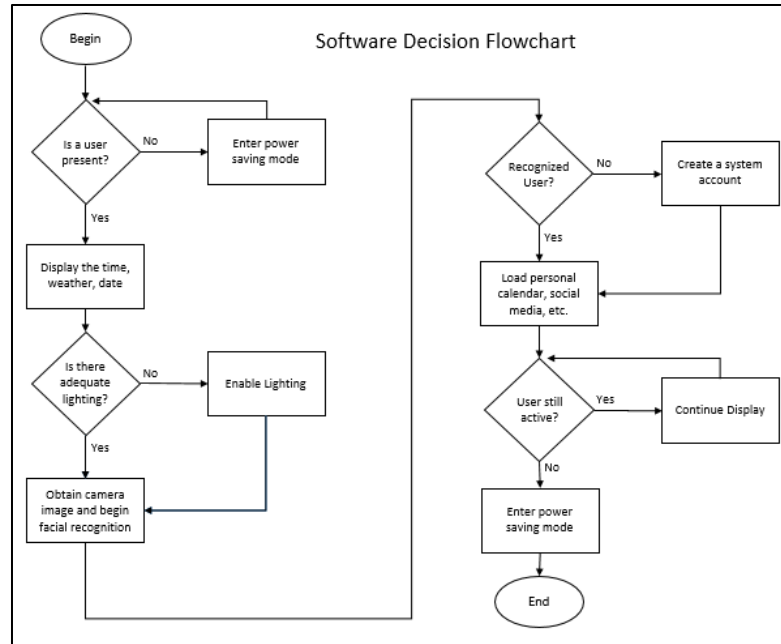 Software Decision Flowchart
Begin
Is a user
present?
No
Enter power
saving mode
Yes
Display the time,
weather, date
Is there
adequate
lighting?
No
Enable Lighting
Yes
Obtain camera
image and begin
facial recognition
Recognized
User?
No
Create a system
account
Yes
Load personal
calendar, social
media, etc.
User still
active?
Yes
Continue Display
No
Enter power
saving mode
End